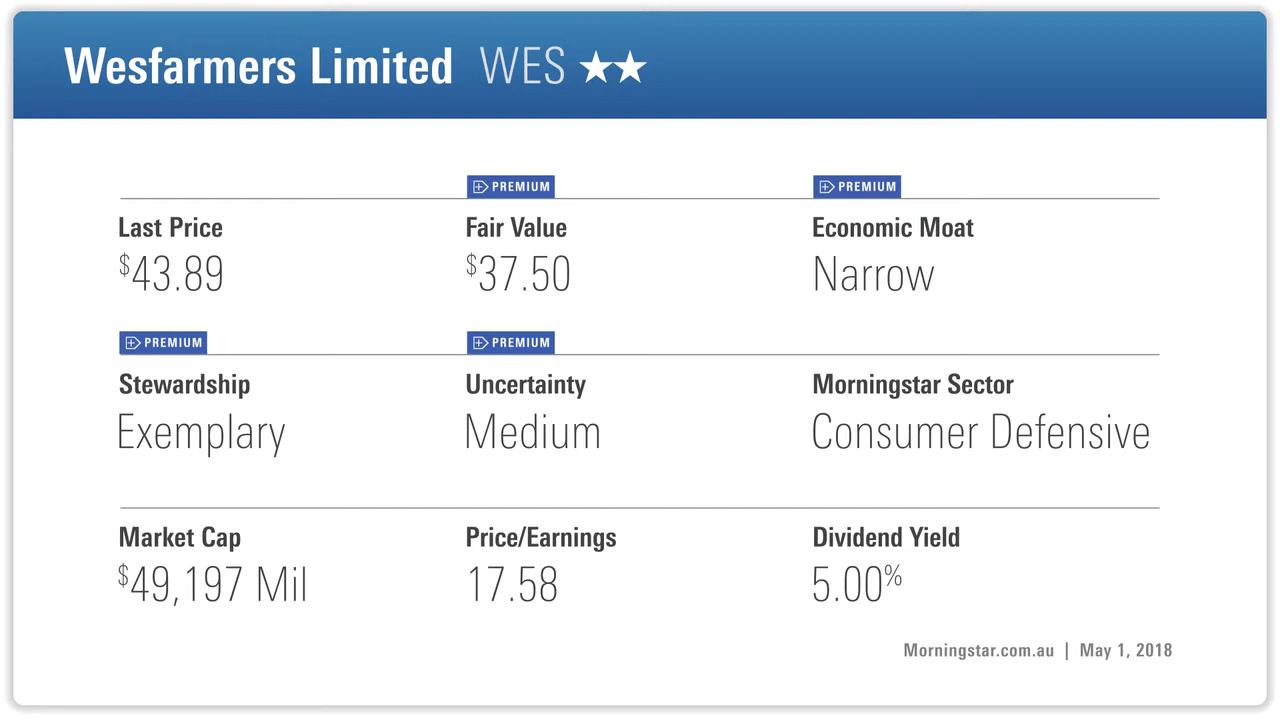 Wesfarmers Limited WES ★★
PREMIUM PREMIUM
Last Price Fair Value Economic Moat
$43.89 $37.50 Narrow
PREMIUM PREMIUM
Stewardship Uncertainty Morningstar Sector
Exemplary Medium Consumer Defensive
Market Cap Price/Earnings Dividend Yield
$49,197 Mil 17.58 5.00%
Morningstar.com.au | May 1, 2018